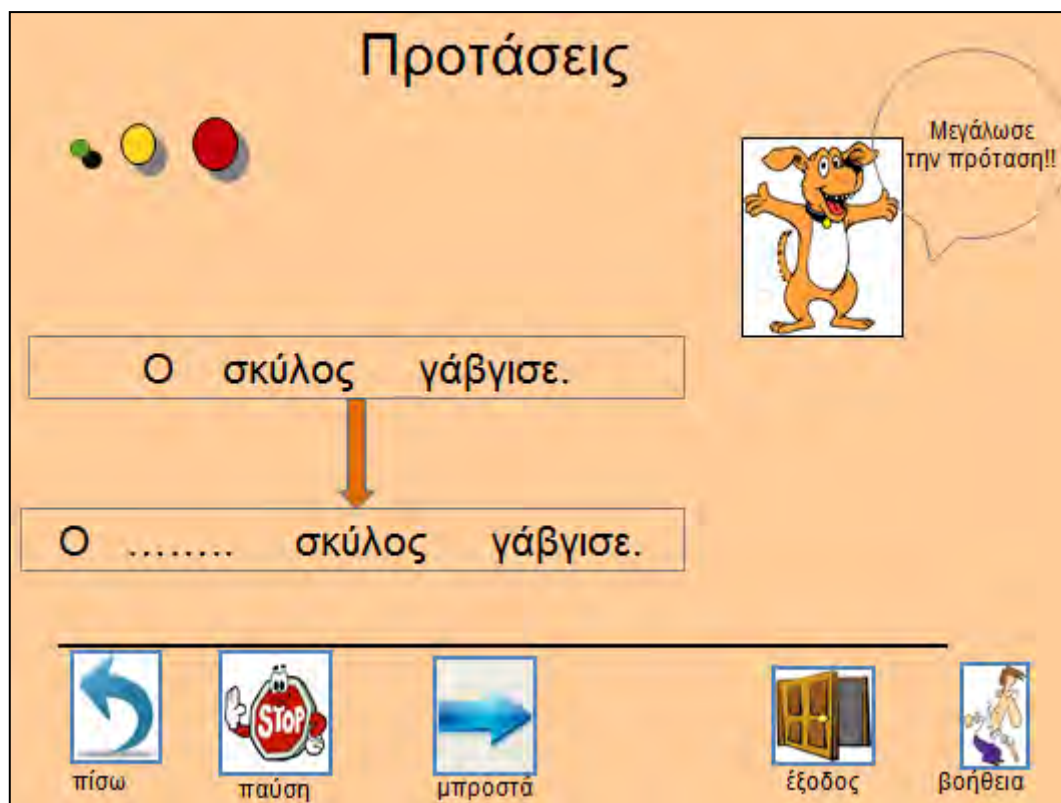 Προτάσεις
Μεγάλωσε
την πρόταση!!
Ο σκύλος γάβγισε.
Ο ........ σκύλος γάβγισε.
STOP
πίσω παύση μπροστά έξοδος βοήθεια